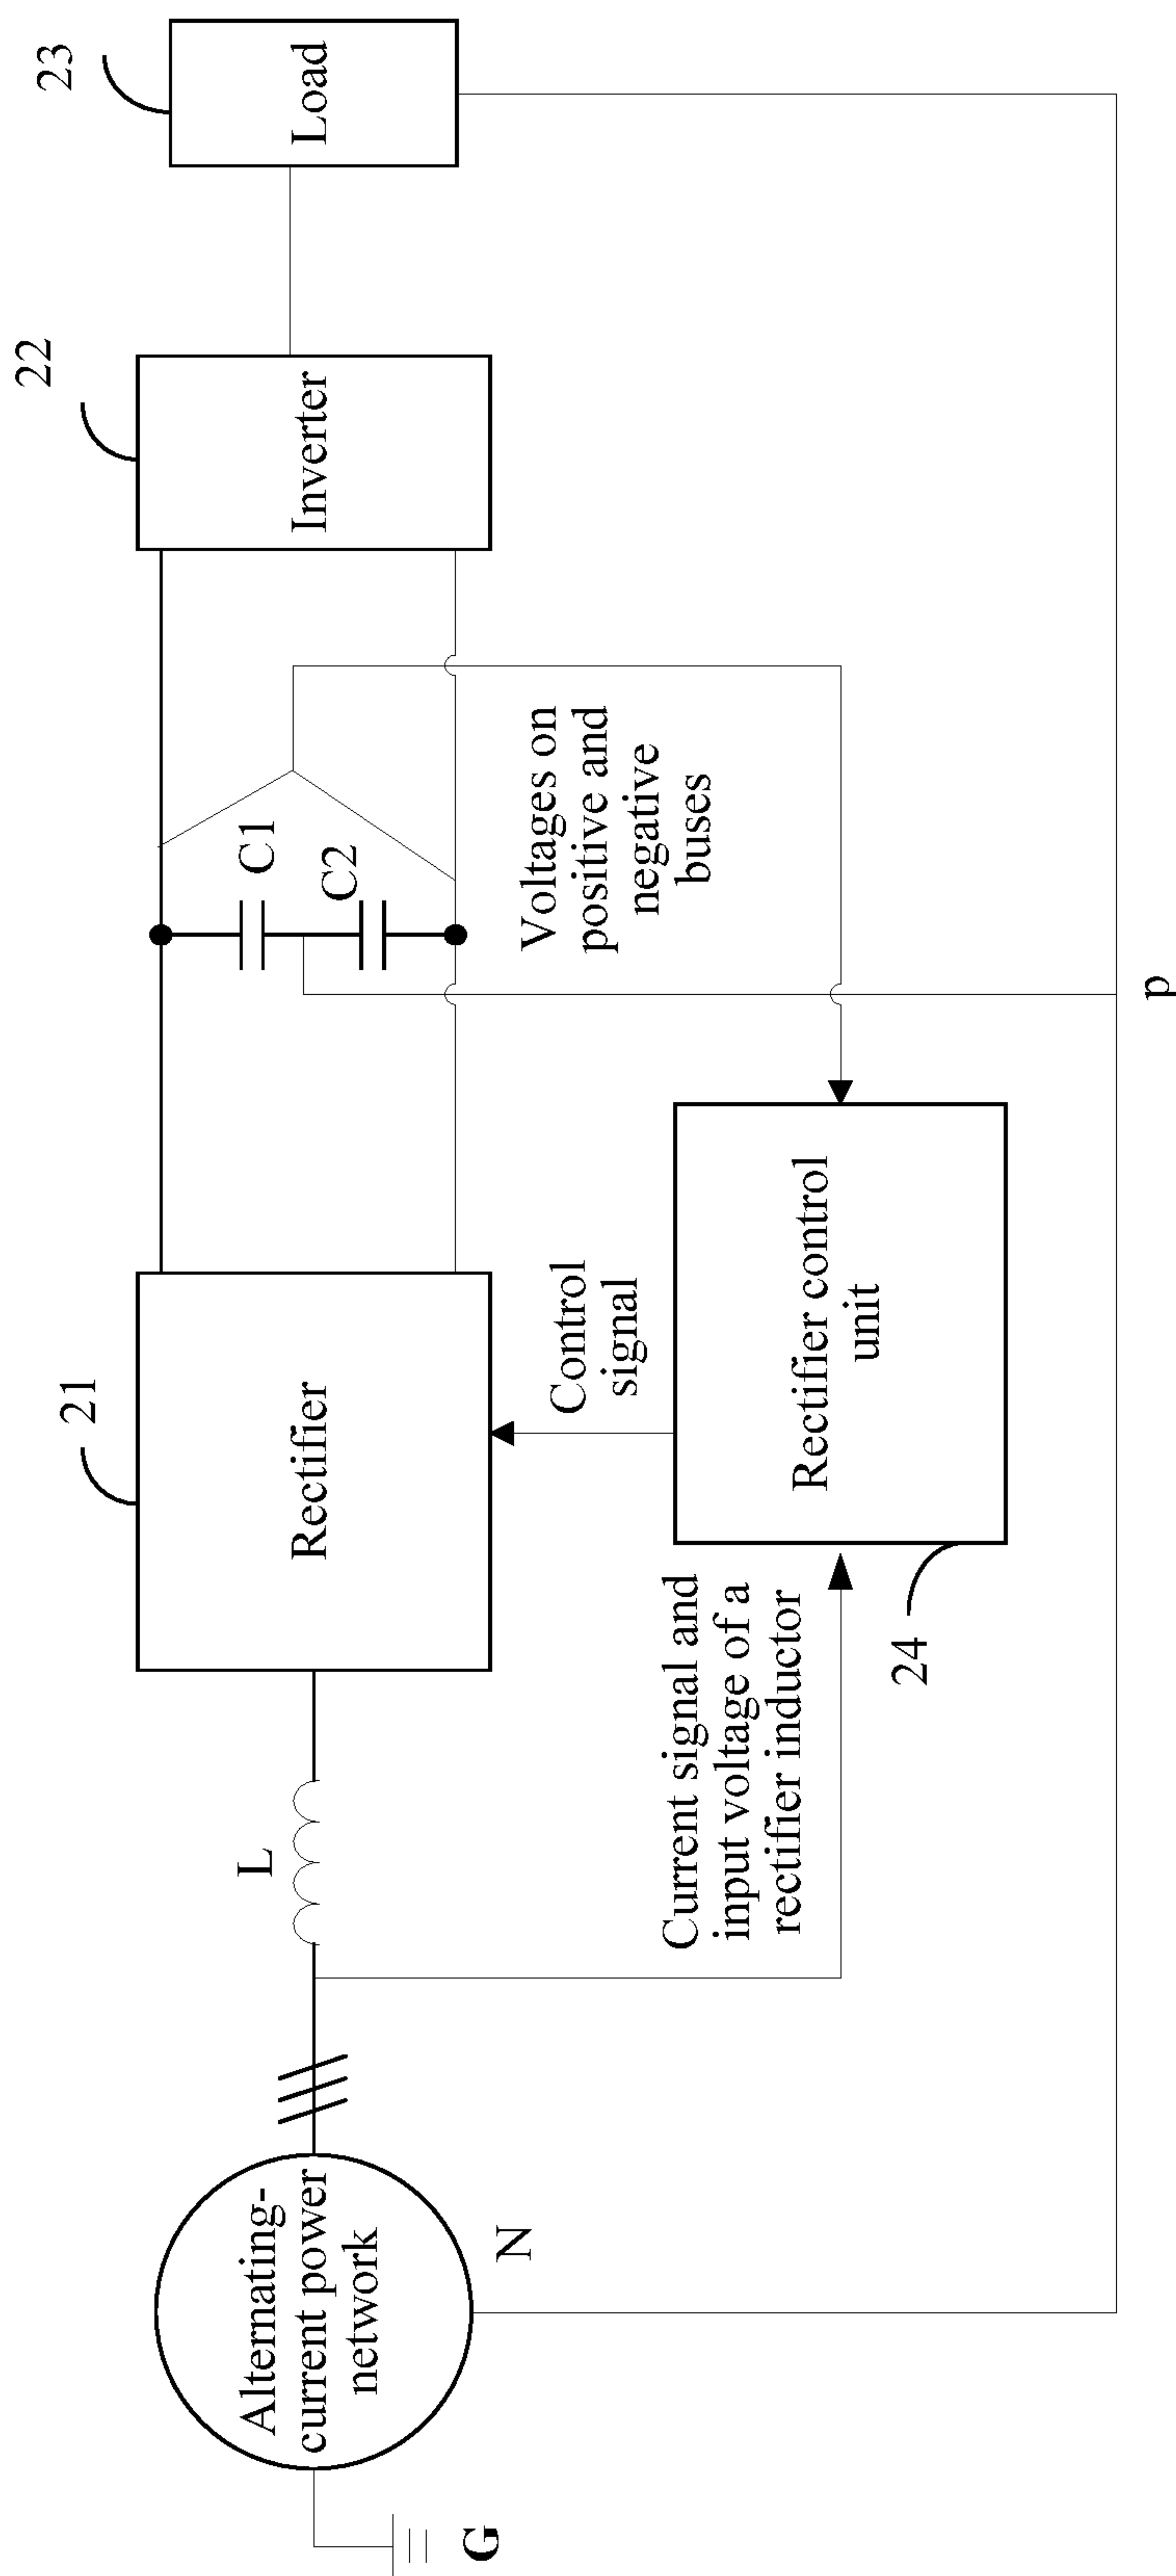 21
22
23
Alternating-
current power
network
L
Rectifier
C1
C2
Inverter
Load
G
N
Current signal and
input voltage of a
rectifier inductor
Control
signal
Voltages on
positive and
negative
buses
24
Rectifier control
unit
p